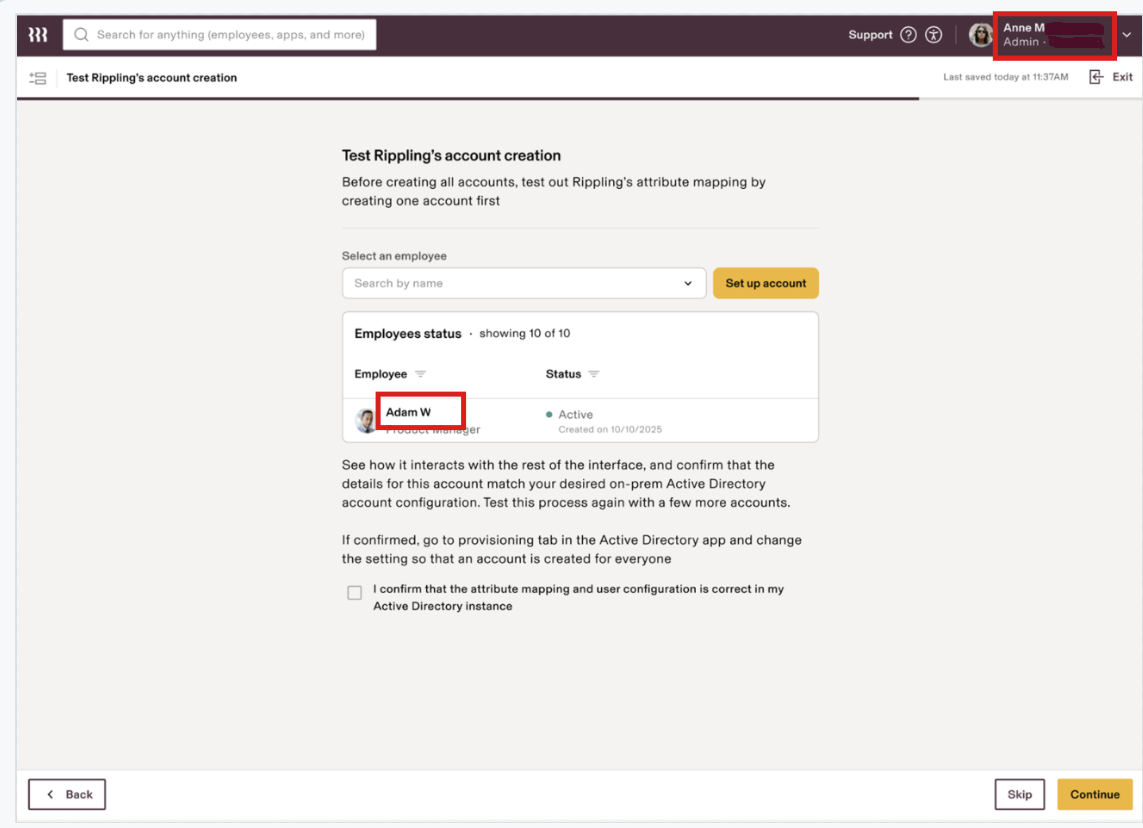 Search for anything (employees, apps, and more)
Support
Anne M
Admin ·
Test Rippling's account creation
Last saved today at 11:37AM
Exit
Test Rippling's account creation
Before creating all accounts, test out Rippling's attribute mapping by
creating one account first
Select an employee
Search by name
Set up account
Employees status · showing 10 of 10
Employee
Status
Adam W
Active
Product Manager
Created on 10/10/2025
See how it interacts with the rest of the interface, and confirm that the
details for this account match your desired on-prem Active Directory
account configuration. Test this process again with a few more accounts.
If confirmed, go to provisioning tab in the Active Directory app and change
the setting so that an account is created for everyone
I confirm that the attribute mapping and user configuration is correct in my
Active Directory instance
Back
Skip
Continue